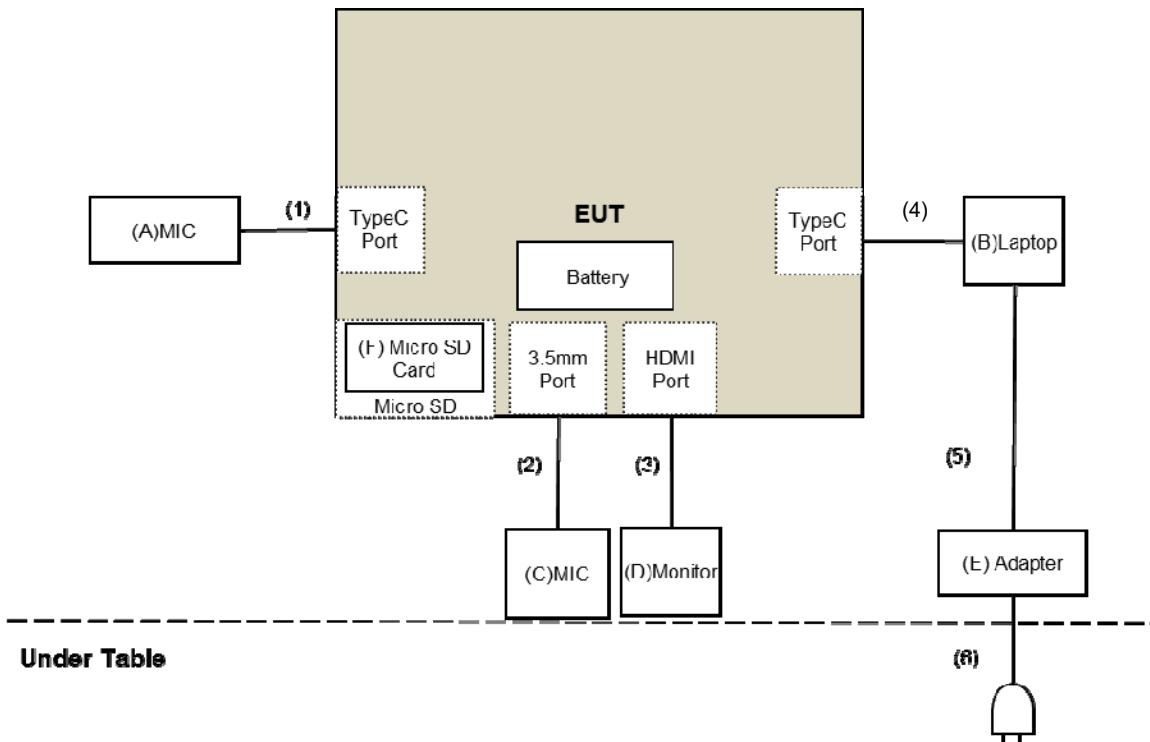 (1)
TypeC
Port
EUT
TypeC
Port
(4)
(A)MIC
(B)Laptop
Battery
(F) Micro SD
Card
Micro SD
3.5mm
Port
HDMI
Port
(2)
(3)
(5)
(C)MIC
(D)Monitor
(E) Adapter
Under Table
(6)